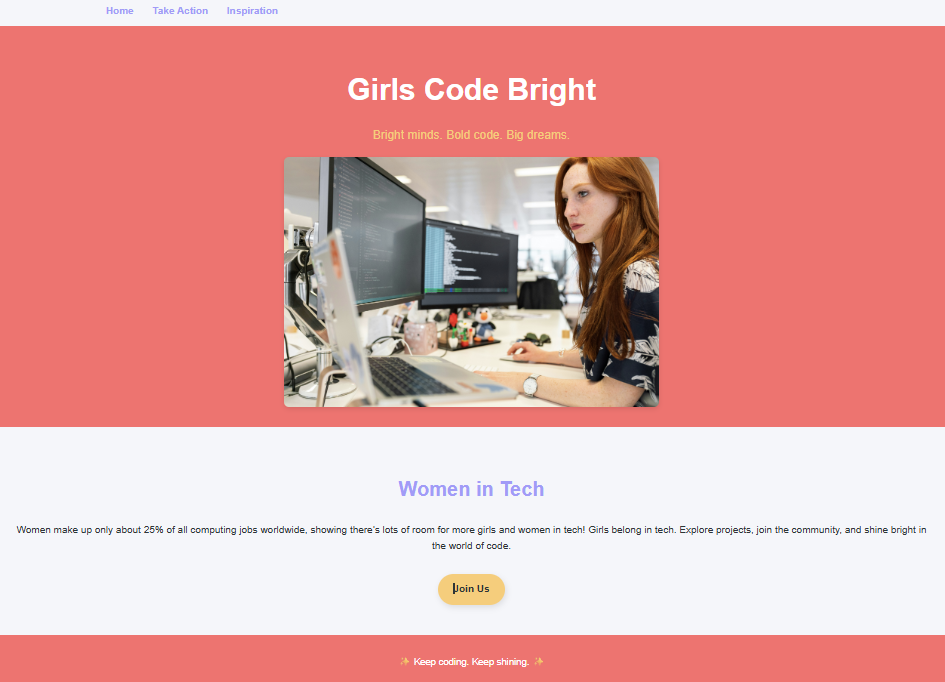 Home Take Action Inspiration
Girls Code Bright
Bright minds. Bold code. Big dreams.
Women in Tech
Women make up only about 25% of all computing jobs worldwide, showing there's lots of room for more girls and women in tech! Girls belong in tech. Explore projects, join the community, and shine bright in
the world of code.
Join Us
✨ Keep coding. Keep shining. ✨